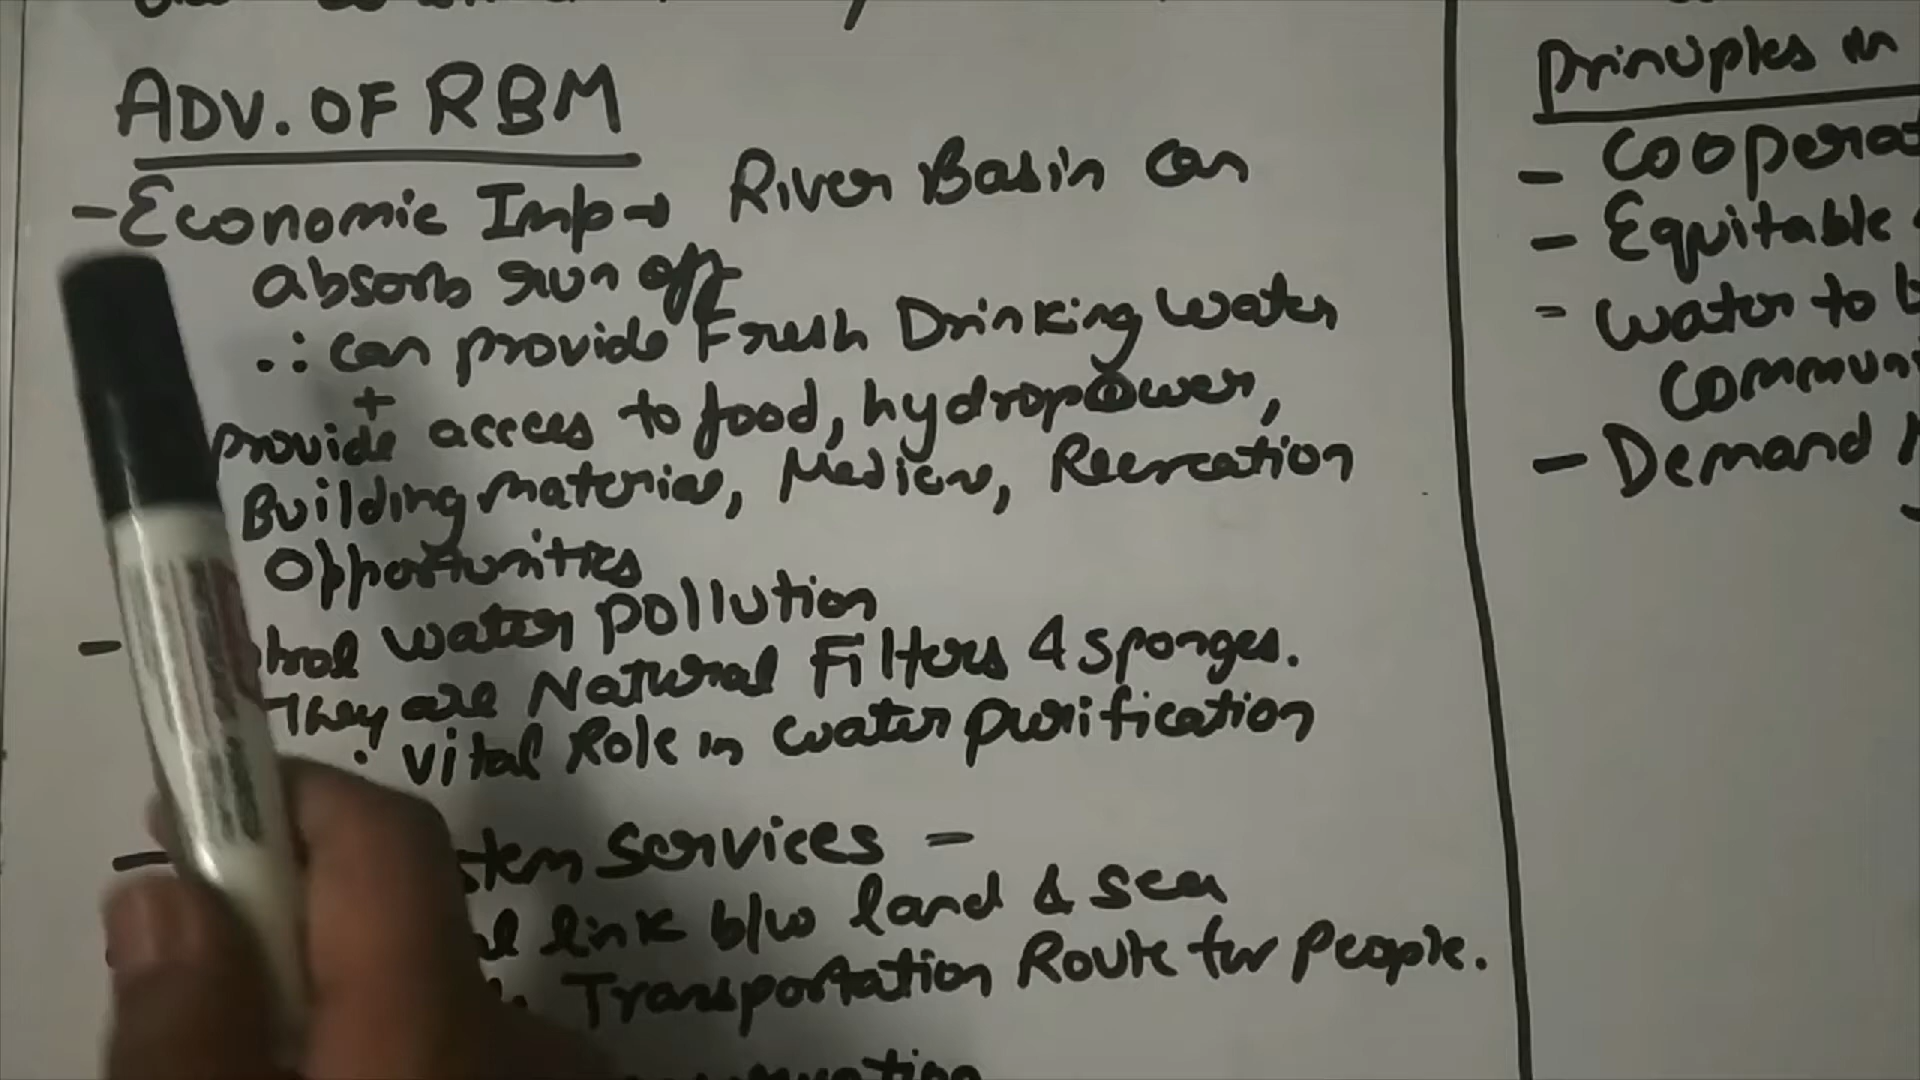 ADV. OF RBM
- Economic Imp → River Basin can
absorb run off
∴ can provide Fresh Drinking Water
+
provide access to food, hydropower,
Building material, Medicine, Recreation
Opportunities
- water pollution
They are Natural Filters & sponges.
∴ Vital Role in water purification
- Services -
link b/w land & sea
Transportation Route for people.
Principles in
- Cooperat
- Equitable
- Water to b
Communi
- Demand